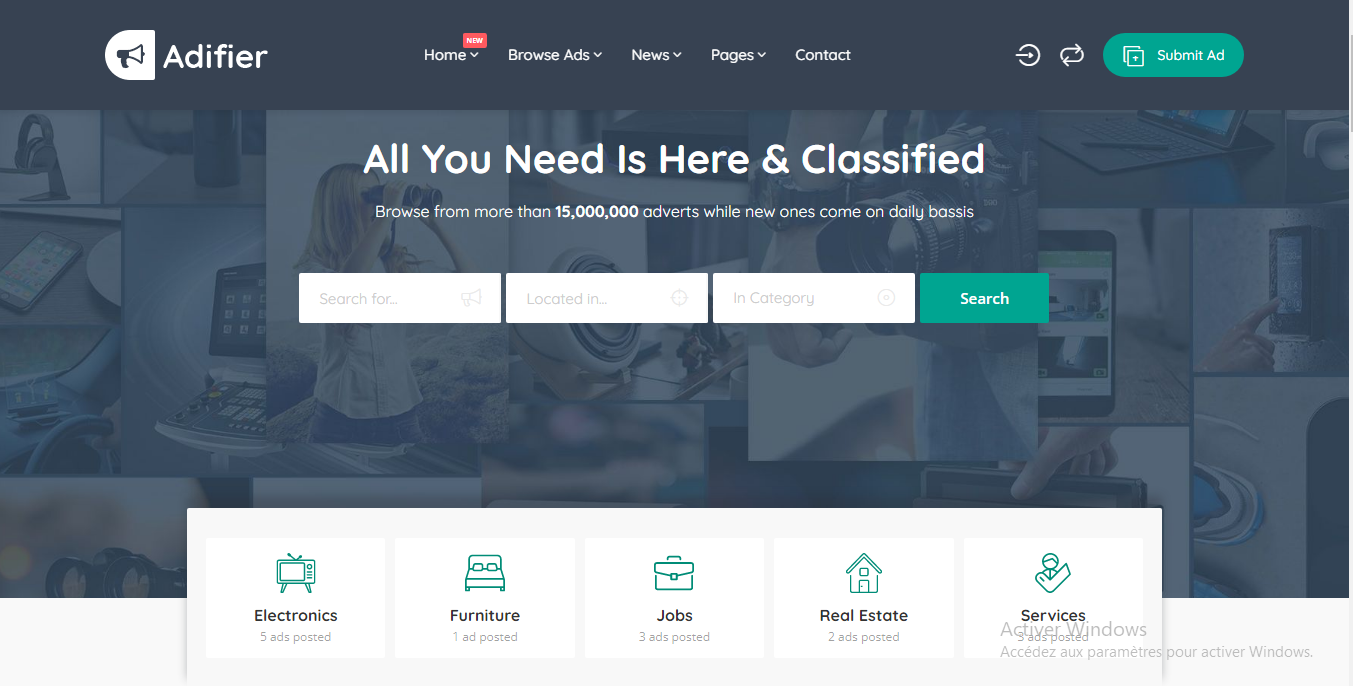 Adifier
NEW
Home
Browse Ads
News
Pages
Contact
Submit Ad
All You Need Is Here & Classified
Browse from more than 15,000,000 adverts while new ones come on daily bassis
Search for...
Located in...
In Category
Search
Electronics
5 ads posted
Furniture
1 ad posted
Jobs
3 ads posted
Real Estate
2 ads posted
Services
3 ads posted
Activer Windows
Accédez aux paramètres pour activer Windows.